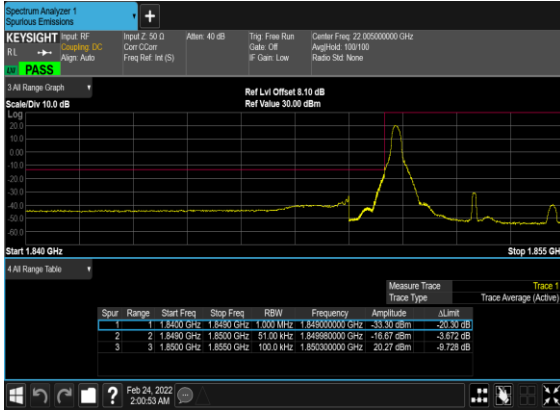 Spectrum Analyzer 1
Spurious Emissions
+
KEYSIGHT Input: RF Input Z: 50 Ω Atten: 40 dB Trig: Free Run Center Freq: 22.005000000 GHz
RL Coupling: DC Corr CCorr Gate: Off Avg|Hold: 100/100
Align: Auto Freq Ref: Int (S) IF Gain: Low Radio Std: None
PASS
3 All Range Graph Ref Lvl Offset 8.10 dB
Scale/Div 10.0 dB Ref Value 30.00 dBm
Log
20.0
10.0
0.00
-10.0
-20.0
-30.0
-40.0
-50.0
-60.0
Start 1.840 GHz Stop 1.855 GH
4 All Range Table
Measure Trace Trace 1
Trace Type Trace Average (Active)
Spur Range Start Freq Stop Freq RBW Frequency Amplitude ΔLimit
1 1 1.8400 GHz 1.8490 GHz 1.000 MHz 1.849000000 GHz -33.30 dBm -20.30 dB
2 2 1.8490 GHz 1.8500 GHz 51.00 kHz 1.849980000 GHz -16.67 dBm -3.672 dB
3 3 1.8500 GHz 1.8550 GHz 100.0 kHz 1.850300000 GHz 20.27 dBm -9.728 dB
? Feb 24, 2022
2:00:53 AM